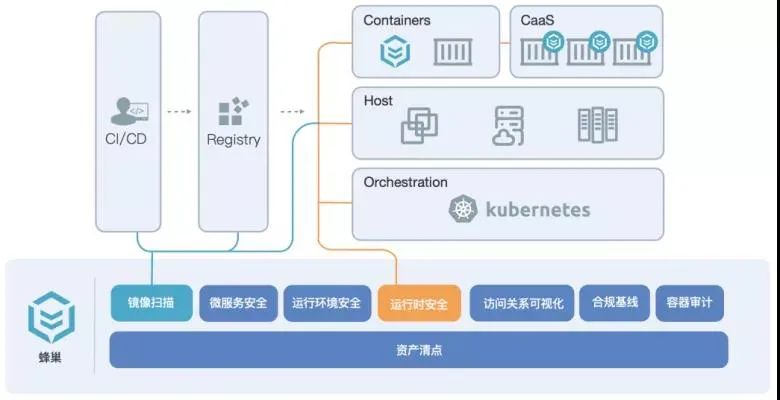 Containers
CaaS
CI/CD
Registry
Host
Orchestration
kubernetes
镜像扫描
微服务安全
运行环境安全
运行时安全
访问关系可视化
合规基线
容器审计
蜂巢
资产清点